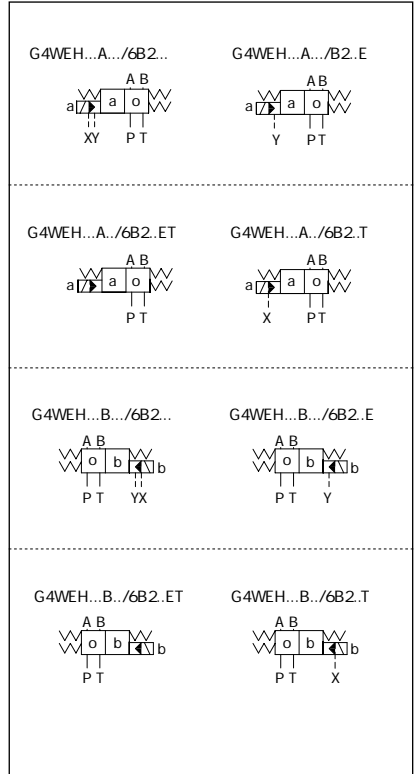 G4WEH...A.../6B2... G4WEH...A.../B2..E
A B A B
a a o a a o
XY P T Y P T
G4WEH...A../6B2..ET G4WEH...A../6B2..T
A B A B
a a o a a o
P T X P T
G4WEH...B.../6B2... G4WEH...B.../6B2..E
A B A B
o b b o b b
P T YX P T Y
G4WEH...B../6B2..ET G4WEH...B../6B2..T
A B A B
o b b o b b
P T P T X